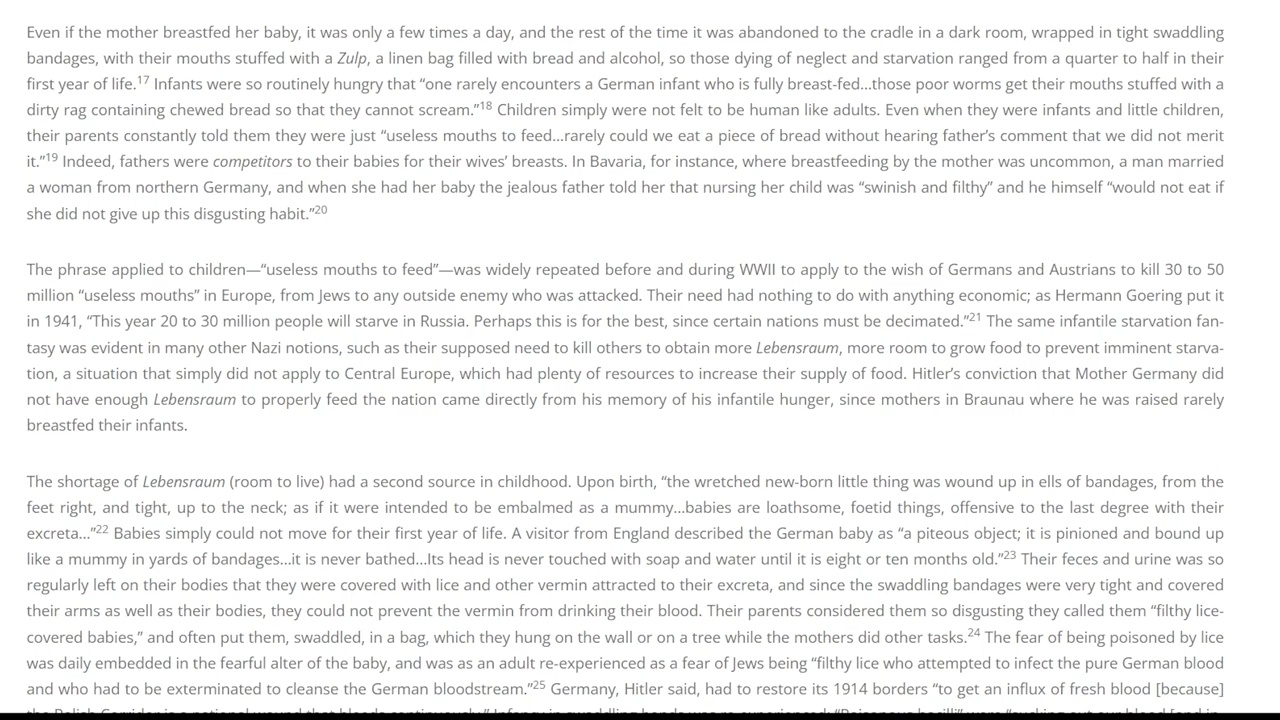 Even if the mother breastfed her baby, it was only a few times a day, and the rest of the time it was abandoned to the cradle in a dark room, wrapped in tight swaddling
bandages, with their mouths stuffed with a Zulp, a linen bag filled with bread and alcohol, so those dying of neglect and starvation ranged from a quarter to half in their
first year of life.17 Infants were so routinely hungry that “one rarely encounters a German infant who is fully breast-fed…those poor worms get their mouths stuffed with a
dirty rag containing chewed bread so that they cannot scream.”18 Children simply were not felt to be human like adults. Even when they were infants and little children,
their parents constantly told them they were just “useless mouths to feed…rarely could we eat a piece of bread without hearing father’s comment that we did not merit
it.”19 Indeed, fathers were competitors to their babies for their wives’ breasts. In Bavaria, for instance, where breastfeeding by the mother was uncommon, a man married
a woman from northern Germany, and when she had her baby the jealous father told her that nursing her child was “swinish and filthy” and he himself “would not eat if
she did not give up this disgusting habit.”20
The phrase applied to children—“useless mouths to feed”—was widely repeated before and during WWII to apply to the wish of Germans and Austrians to kill 30 to 50
million “useless mouths” in Europe, from Jews to any outside enemy who was attacked. Their need had nothing to do with anything economic; as Hermann Goering put it
in 1941, “This year 20 to 30 million people will starve in Russia. Perhaps this is for the best, since certain nations must be decimated.”21 The same infantile starvation fan-
tasy was evident in many other Nazi notions, such as their supposed need to kill others to obtain more Lebensraum, more room to grow food to prevent imminent starva-
tion, a situation that simply did not apply to Central Europe, which had plenty of resources to increase their supply of food. Hitler’s conviction that Mother Germany did
not have enough Lebensraum to properly feed the nation came directly from his memory of his infantile hunger, since mothers in Braunau where he was raised rarely
breastfed their infants.
The shortage of Lebensraum (room to live) had a second source in childhood. Upon birth, “the wretched new-born little thing was wound up in ells of bandages, from the
feet right, and tight, up to the neck; as if it were intended to be embalmed as a mummy…babies are loathsome, foetid things, offensive to the last degree with their
excreta…”22 Babies simply could not move for their first year of life. A visitor from England described the German baby as “a piteous object; it is pinioned and bound up
like a mummy in yards of bandages…it is never bathed…Its head is never touched with soap and water until it is eight or ten months old.”23 Their feces and urine was so
regularly left on their bodies that they were covered with lice and other vermin attracted to their excreta, and since the swaddling bandages were very tight and covered
their arms as well as their bodies, they could not prevent the vermin from drinking their blood. Their parents considered them so disgusting they called them “filthy lice-
covered babies,” and often put them, swaddled, in a bag, which they hung on the wall or on a tree while the mothers did other tasks.24 The fear of being poisoned by lice
was daily embedded in the fearful alter of the baby, and was as an adult re-experienced as a fear of Jews being “filthy lice who attempted to infect the pure German blood
and who had to be exterminated to cleanse the German bloodstream.”25 Germany, Hitler said, had to restore its 1914 borders “to get an influx of fresh blood [because]
the Polish Corridor is a national wound that bleeds continuously.” Infancy in swaddling bands was re-experienced: “Poisonous bacilli” were “sucking out our blood [and in